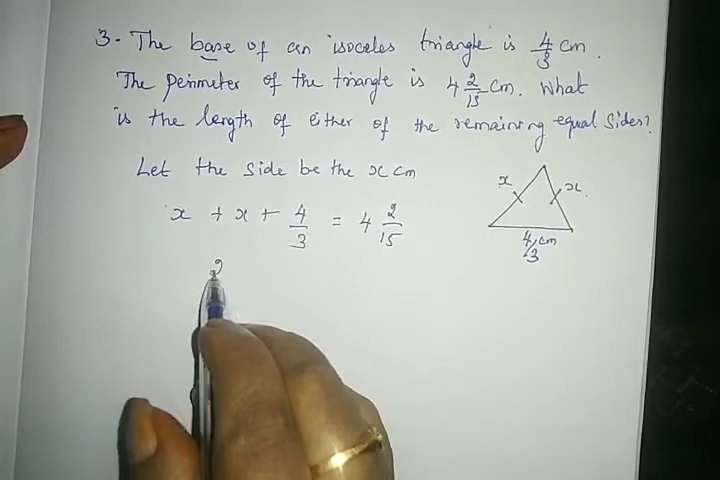 3. The base of an isoceles triangle is 4/3 cm.
The perimeter of the triangle is 4 2/15 cm. What
is the length of either of the remaining equal sides?
Let the side be the x cm
x + x + 4/3 = 4 2/15
x
x
4/3 cm
2